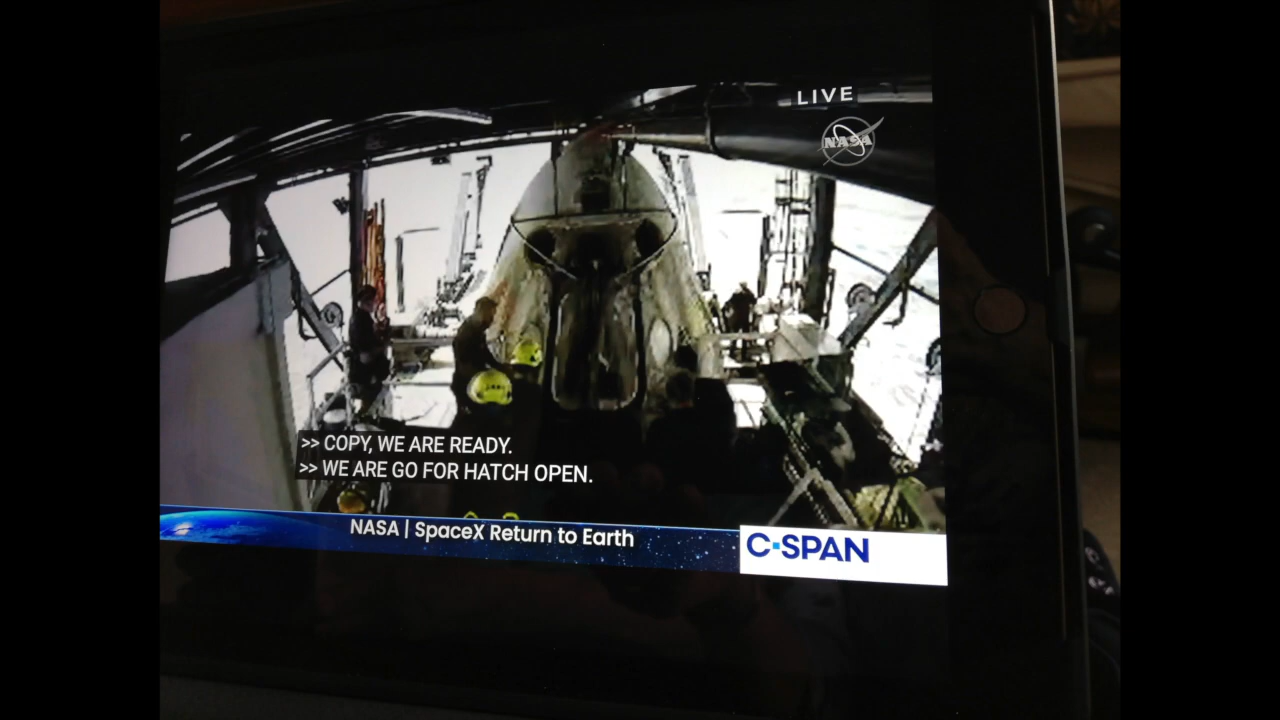 LIVE
NASA
>> COPY, WE ARE READY.
>> WE ARE GO FOR HATCH OPEN.
NASA | SpaceX Return to Earth
C-SPAN